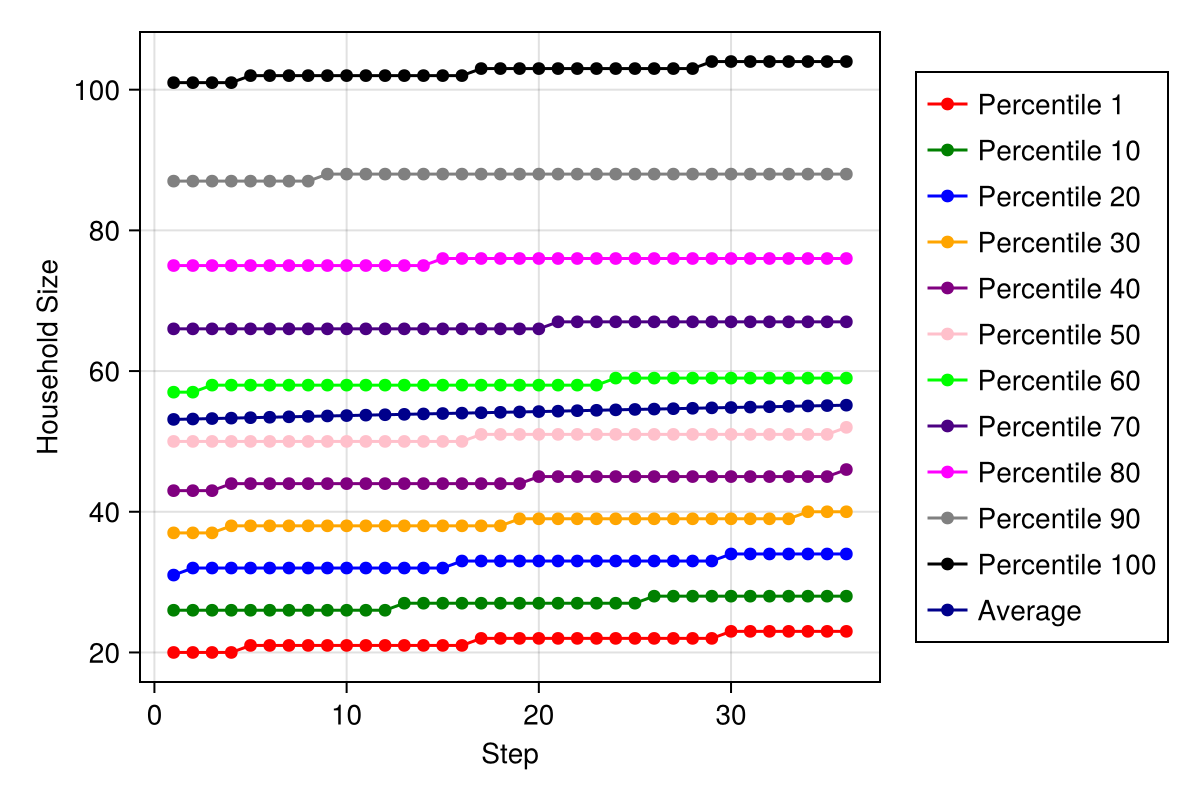 100
80
60
40
20
Household Size
0 10 20 30
Step
Percentile 1
Percentile 10
Percentile 20
Percentile 30
Percentile 40
Percentile 50
Percentile 60
Percentile 70
Percentile 80
Percentile 90
Percentile 100
Average